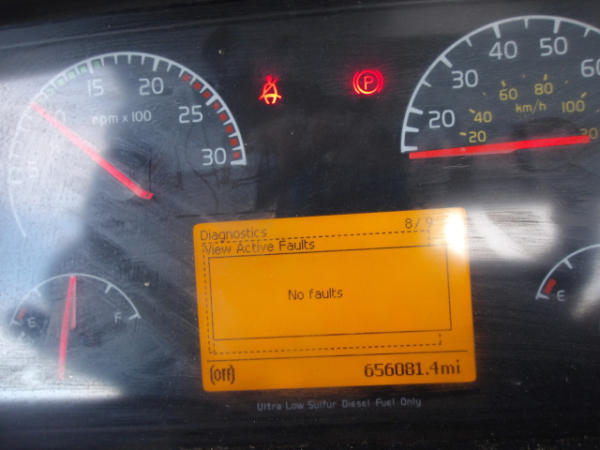 40 50 60
30
20
60 80 100
40
20
km/h
15 20
25
30
rpm x 100
P
Diagnostics 8/9
View Active Faults
No faults
(Off) 656081.4mi
E F
E
Ultra Low Sulfur Diesel Fuel Only